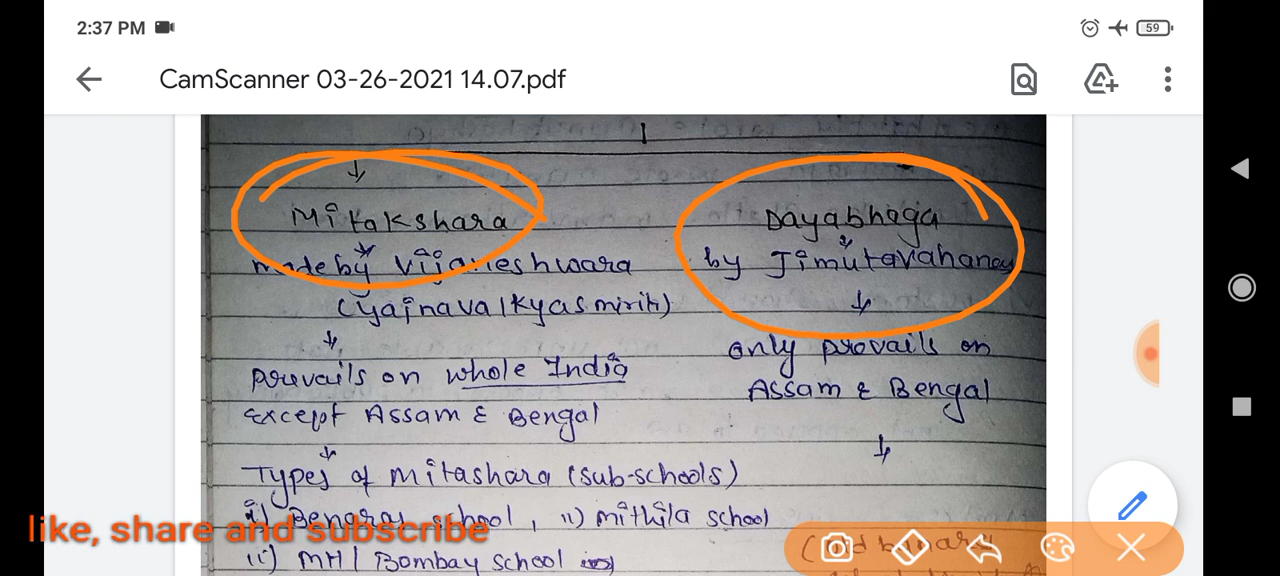 2:37 PM
59
CamScanner 03-26-2021 14.07.pdf
Mitakshara
made by Vijaneshwara
(yajnavalkyasmiriti)
prevails on whole India
except Assam & Bengal
Types of Mitashara (sub-schools)
i) Benaras school, ii) mithila school
iii) MH/ Bombay school
Dayabhaga
by Jimutavahanas
only prevails on
Assam & Bengal
like, share and subscribe